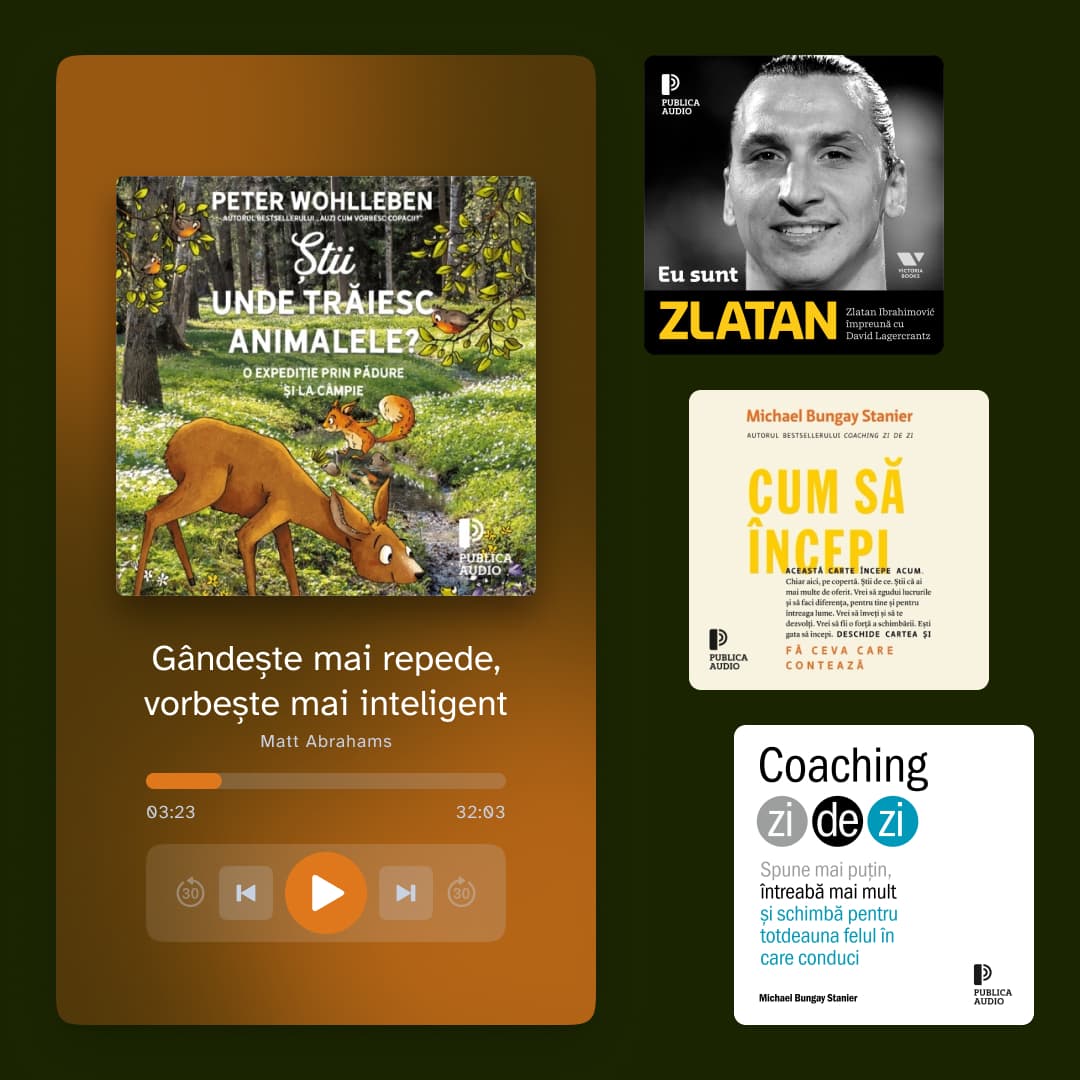 PETER WOHLLEBEN
AUTORUL BESTSELLERULUI „AUZI CUM VORBESC COPACII?”
Știi
UNDE TRĂIESC
ANIMALELE?
O EXPEDIȚIE PRIN PĂDURE
ȘI LA CÂMPIE
PUBLICA
AUDIO
Gândește mai repede,
vorbește mai inteligent
Matt Abrahams
03:23
32:03
30
30
PUBLICA
AUDIO
VICTORIA
BOOKS
Eu sunt
ZLATAN
Zlatan Ibrahimović
împreună cu
David Lagercrantz
Michael Bungay Stanier
AUTORUL BESTSELLERULUI COACHING ZI DE ZI
CUM SĂ
ÎNCEPI
ACEASTĂ CARTE ÎNCEPE ACUM.
Chiar aici, pe copertă. Știi de ce. Știi că ai
mai multe de oferit. Vrei să zgudui lucrurile
și să faci diferența, pentru tine și pentru
întreaga lume. Vrei să înveți și să te
dezvolți. Vrei să fii o forță a schimbării. Ești
gata să începi. DESCHIDE CARTEA ȘI
FĂ CEVA CARE
CONTEAZĂ
PUBLICA
AUDIO
Coaching
zi de zi
Spune mai puțin,
întreabă mai mult
și schimbă pentru
totdeauna felul în
care conduci
Michael Bungay Stanier
PUBLICA
AUDIO